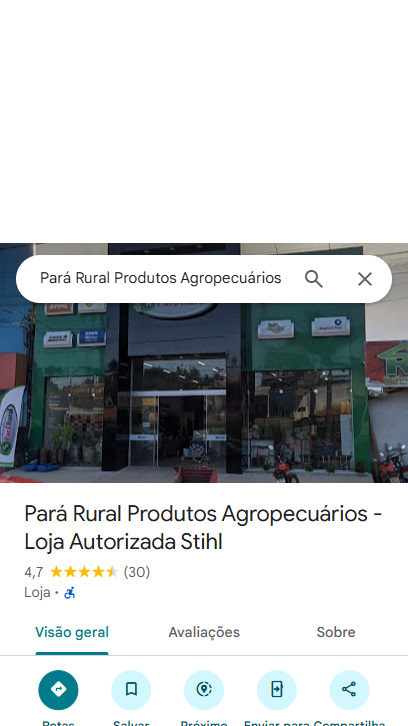 Pará Rural Produtos Agropecuários
Pará Rural Produtos Agropecuários -
Loja Autorizada Stihl
4,7 (30)
Loja ·
Visão geral Avaliações Sobre
Rotas Salvar Próximo Enviar para Compartilha